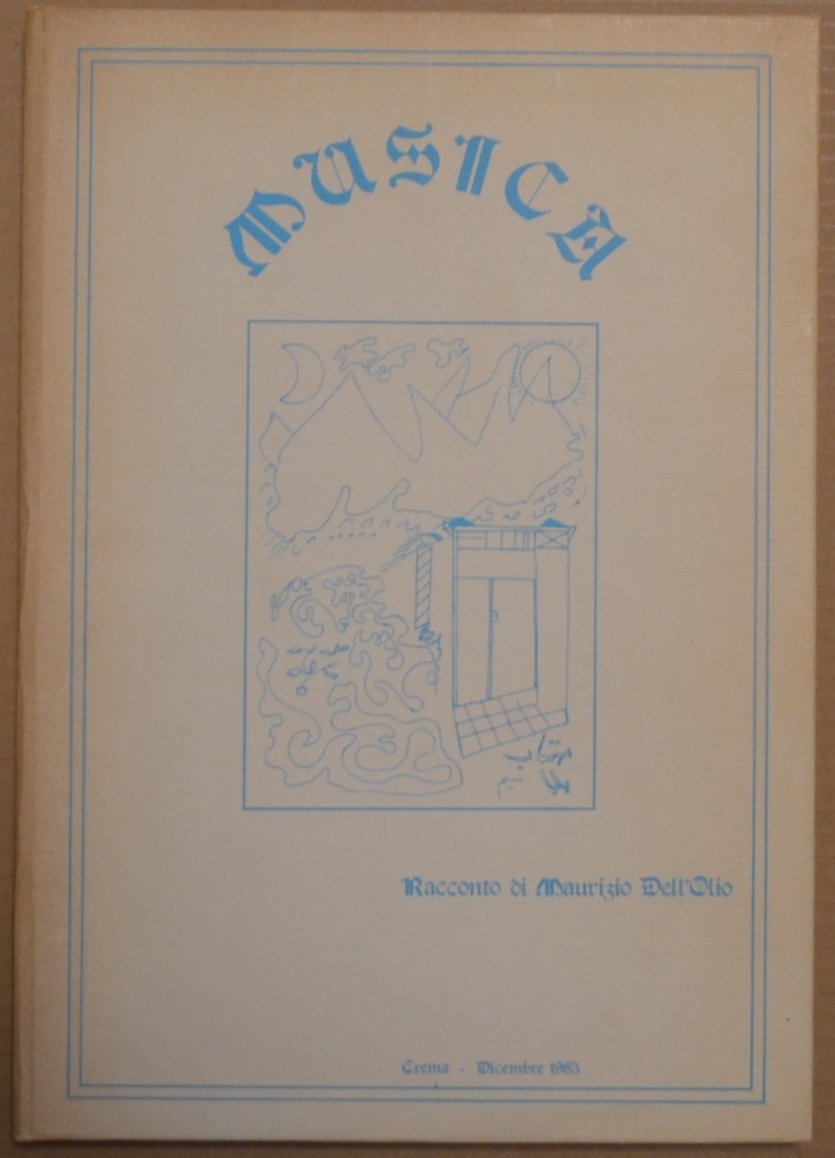 MUSICA
Racconto di Maurizio Dell'Olio
Crema - Dicembre 1983